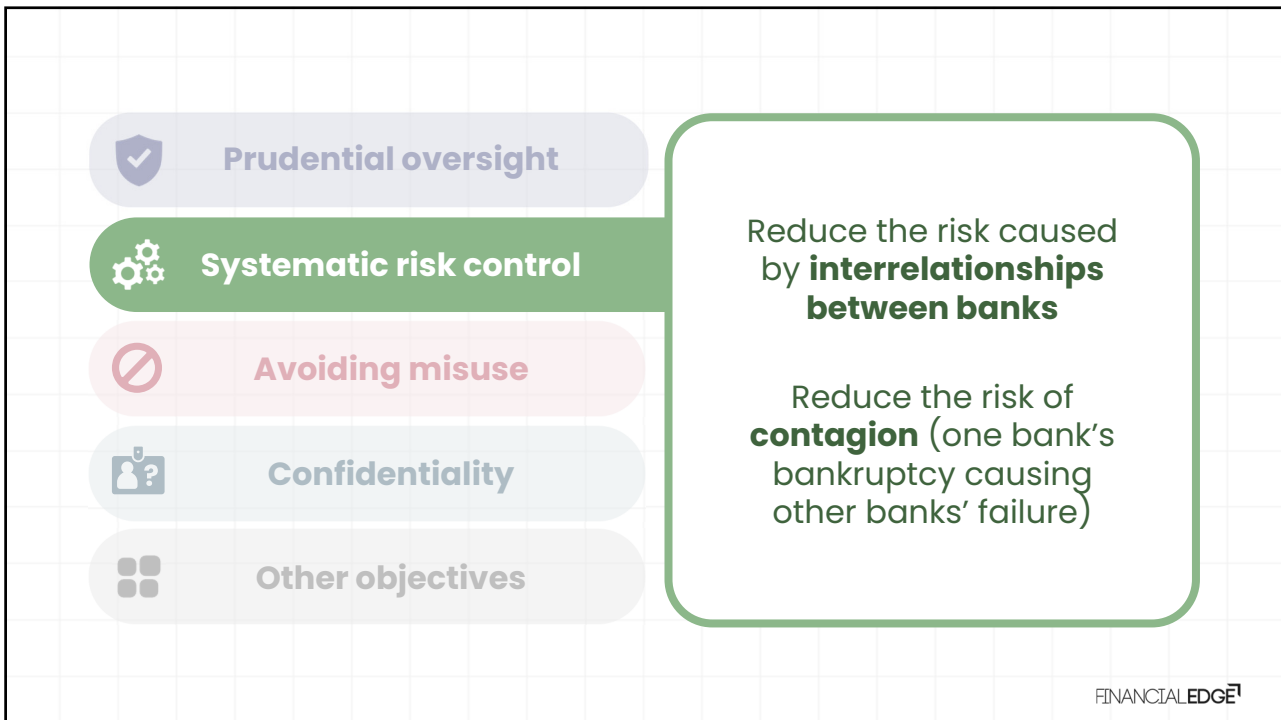 Prudential oversight
Systematic risk control
Avoiding misuse
Confidentiality
Other objectives
Reduce the risk caused
by interrelationships
between banks
Reduce the risk of
contagion (one bank’s
bankruptcy causing
other banks’ failure)
?
FINANCIALEDGE